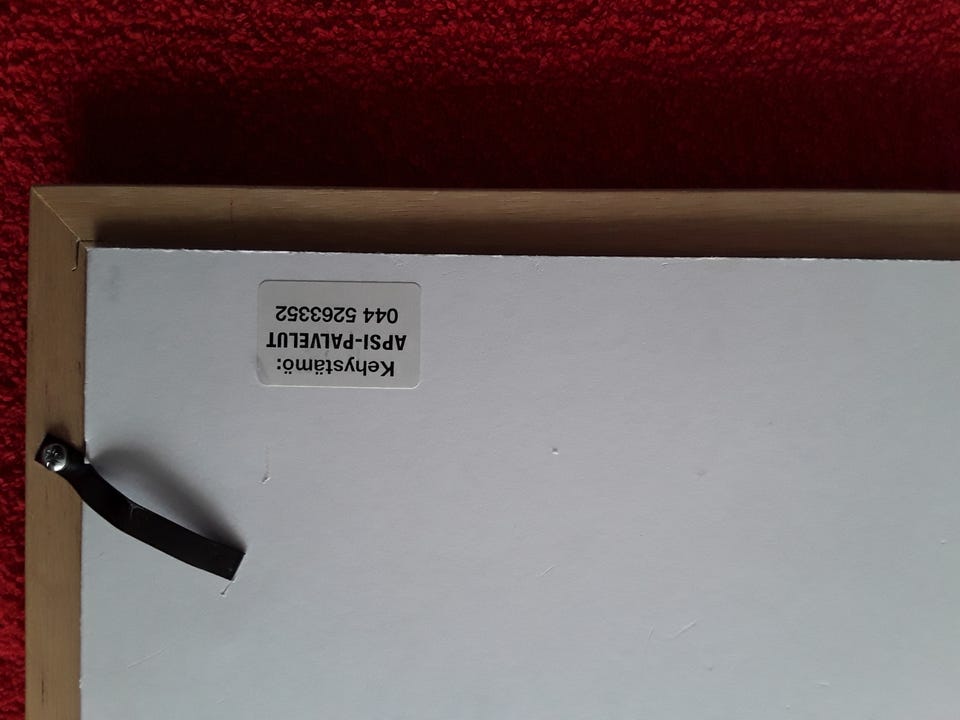 Kehystämö:
APSI-PALVELUT
044 5263352